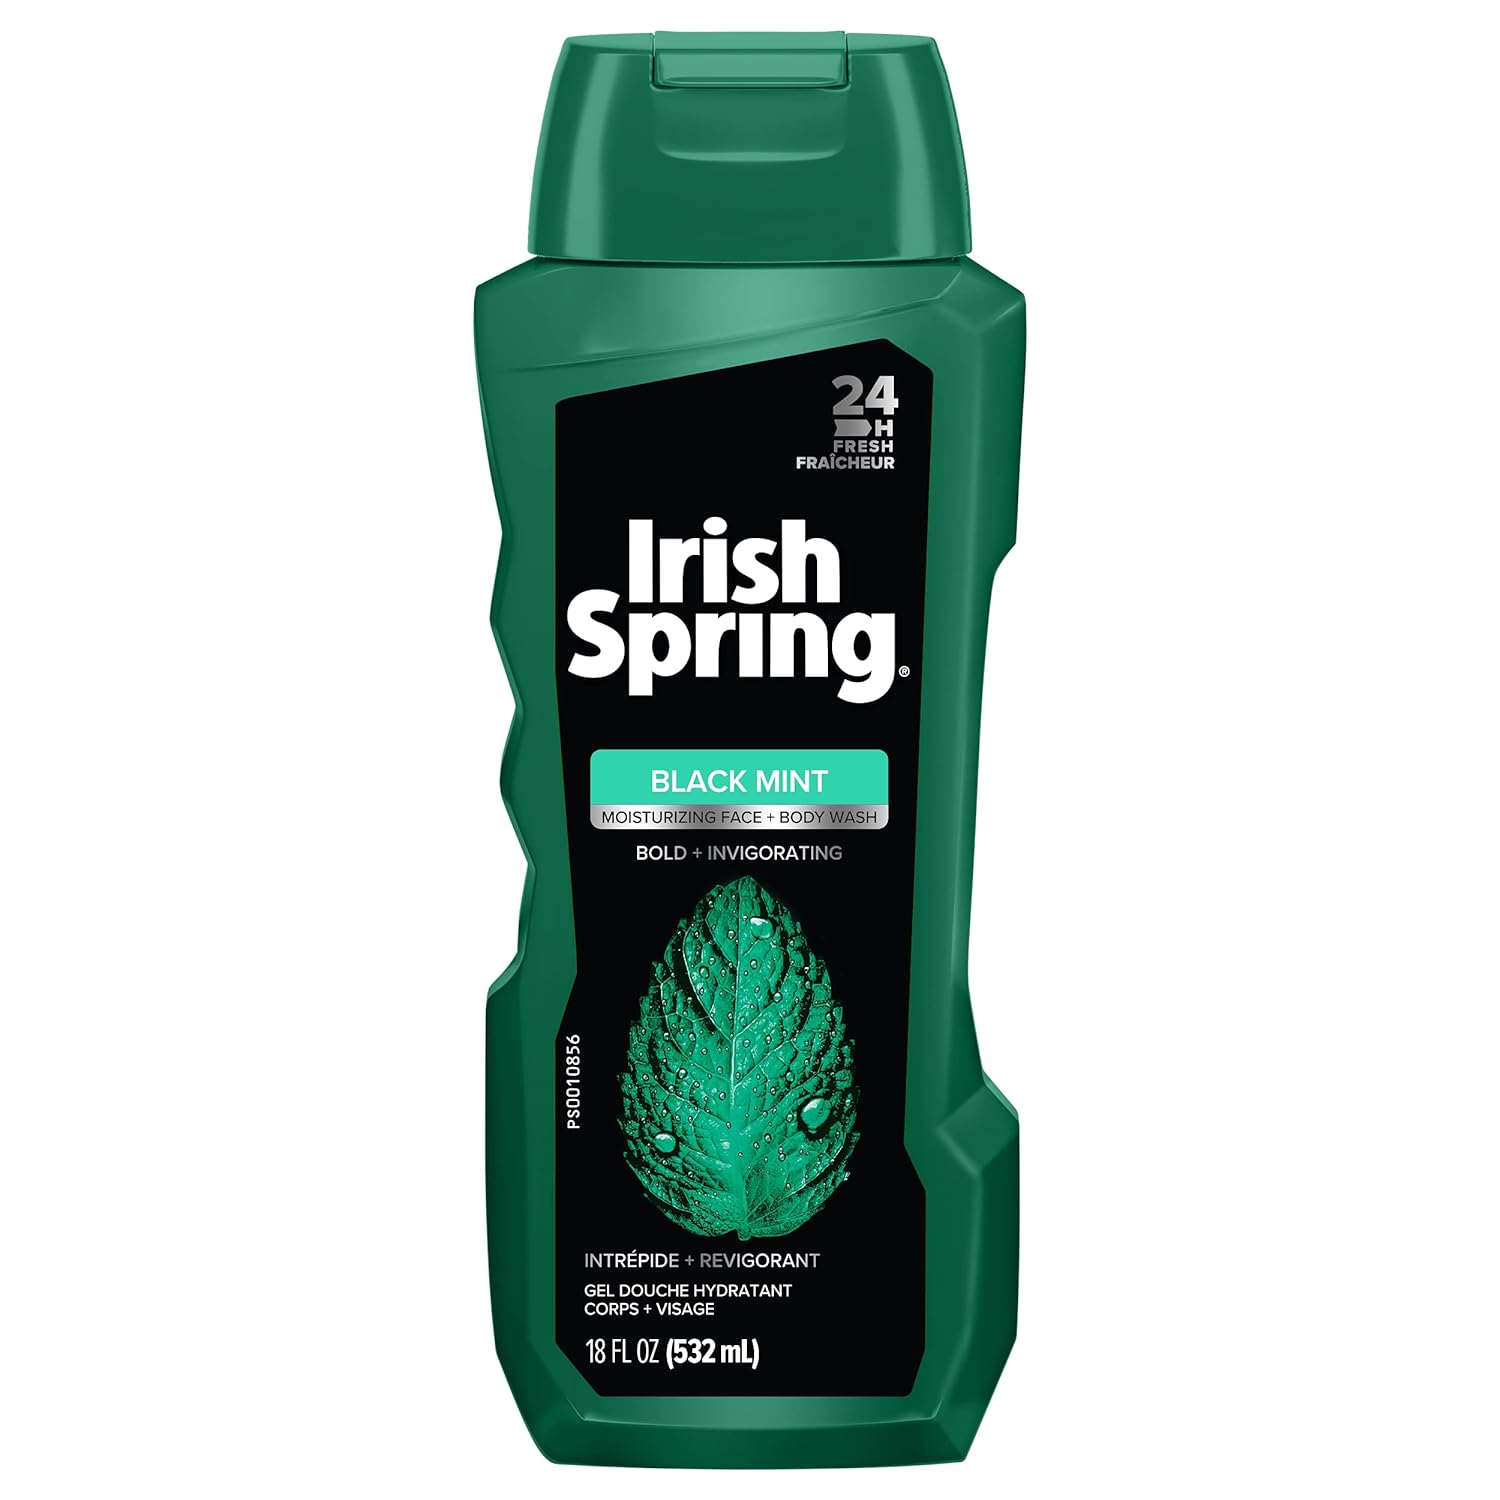 24
H
FRESH
FRAÎCHEUR
Irish
Spring®
BLACK MINT
MOISTURIZING FACE + BODY WASH
BOLD + INVIGORATING
PS0010856
INTRÉPIDE + REVIGORANT
GEL DOUCHE HYDRATANT
CORPS + VISAGE
18 FL OZ (532 mL)